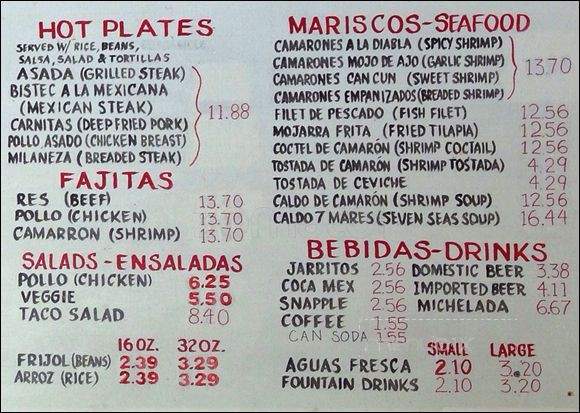 HOT PLATES
SERVED W/ RICE, BEANS,
SALSA, SALAD & TORTILLAS
ASADA (GRILLED STEAK)
BISTEC A LA MEXICANA
(MEXICAN STEAK)
CARNITAS (DEEP FRIED PORK)
POLLO ASADO (CHICKEN BREAST)
MILANEZA (BREADED STEAK)
11.88
FAJITAS
RES (BEEF) 13.70
POLLO (CHICKEN) 13.70
CAMARRON (SHRIMP) 13.70
SALADS-ENSALADAS
POLLO (CHICKEN) 6.25
VEGGIE 5.50
TACO SALAD 8.40
16 OZ. 32 OZ.
FRIJOL (BEANS) 2.39 3.29
ARROZ (RICE) 2.39 3.29
MARISCOS-SEAFOOD
CAMARONES A LA DIABLA (SPICY SHRIMP)
CAMARONES MOJO DE AJO (GARLIC SHRIMP)
CAMARONES CAN CUN (SWEET SHRIMP)
CAMARONES EMPANIZADOS (BREADED SHRIMP)
13.70
FILET DE PESCADO (FISH FILET) 12.56
MOJARRA FRITA (FRIED TILAPIA) 12.56
COCTEL DE CAMARÓN (SHRIMP COCTAIL) 12.56
TOSTADA DE CAMARÓN (SHRIMP TOSTADA) 4.29
TOSTADA DE CEVICHE 4.29
CALDO DE CAMARÓN (SHRIMP SOUP) 12.56
CALDO 7 MARES (SEVEN SEAS SOUP) 16.44
BEBIDAS-DRINKS
JARRITOS 2.56 DOMESTIC BEER 3.38
COCA MEX 2.56 IMPORTED BEER 4.11
SNAPPLE 2.56 MICHELADA 6.67
COFFEE 1.55
CAN SODA 1.55
SMALL LARGE
AGUAS FRESCA 2.10 3.20
FOUNTAIN DRINKS 2.10 3.20